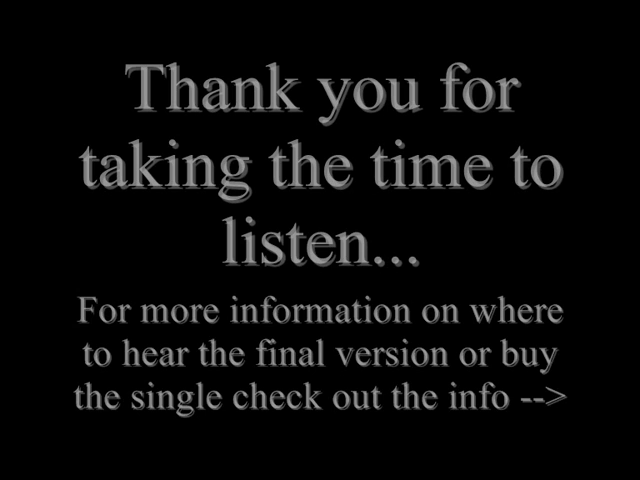 Thank you for
taking the time to
listen...
For more information on where
to hear the final version or buy
the single check out the info -->